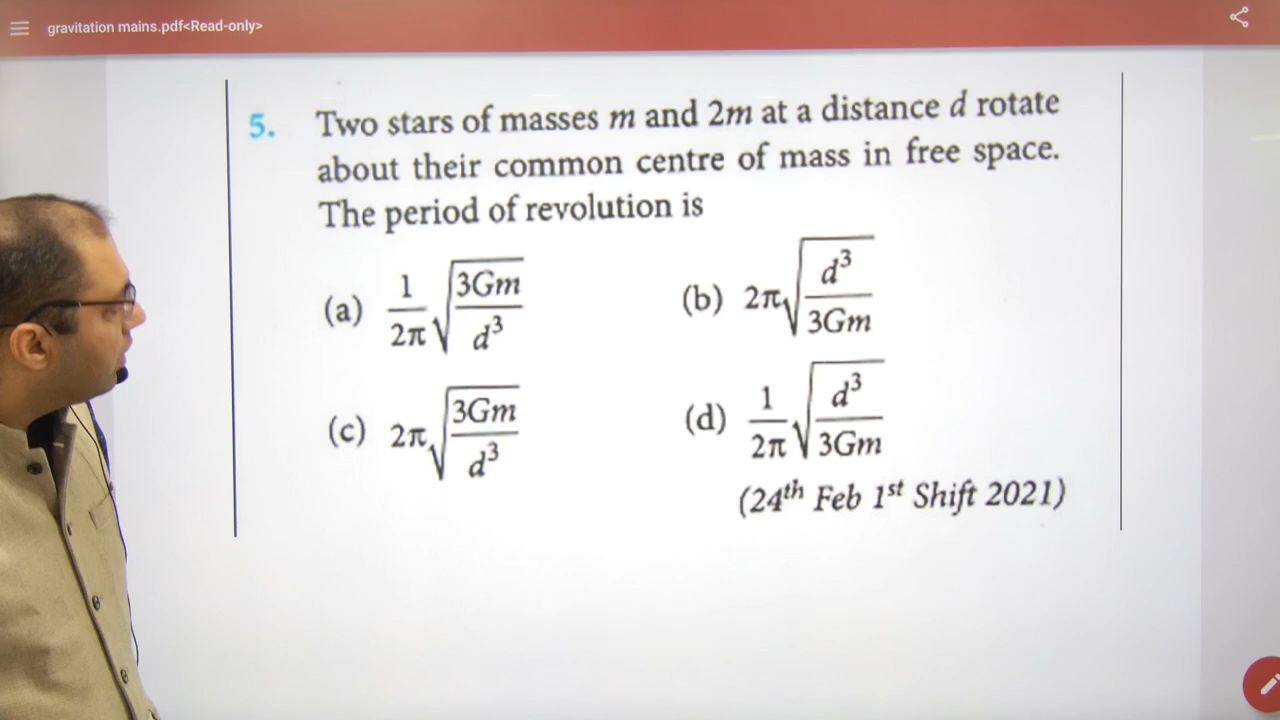 gravitation mains.pdf<Read-only>
5. Two stars of masses m and 2m at a distance d rotate
about their common centre of mass in free space.
The period of revolution is
(a) 1/2π √(3Gm/d³) (b) 2π√(d³/3Gm)
(c) 2π√(3Gm/d³) (d) 1/2π √(d³/3Gm)
(24th Feb 1st Shift 2021)